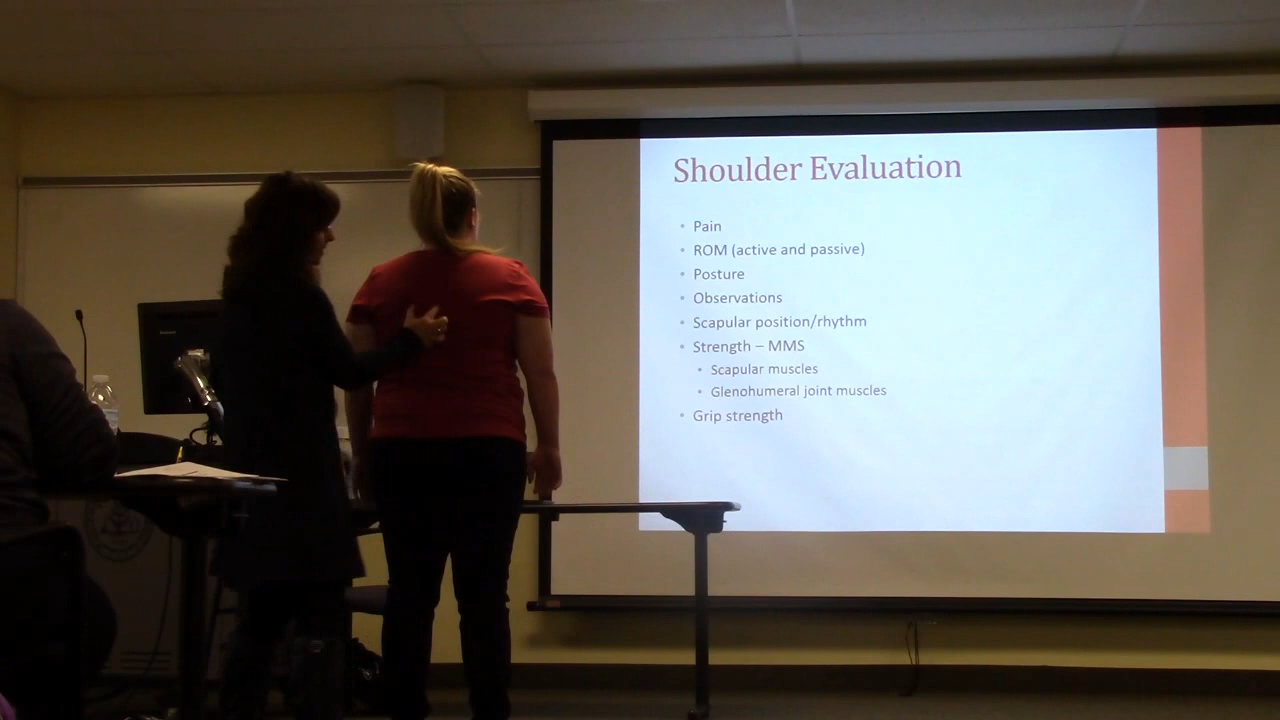 Shoulder Evaluation
• Pain
• ROM (active and passive)
• Posture
• Observations
• Scapular position/rhythm
• Strength – MMS
• Scapular muscles
• Glenohumeral joint muscles
• Grip strength